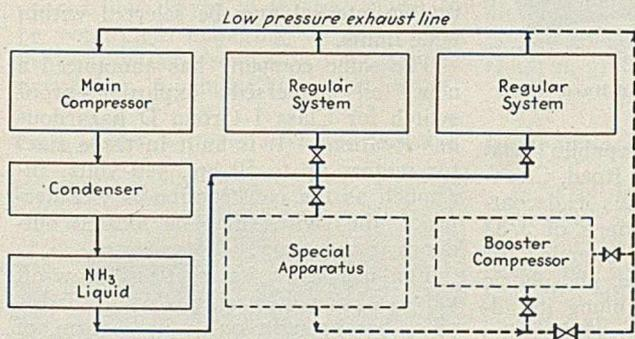 Low pressure exhaust line
Main
Compressor
Regular
System
Regular
System
Condenser
Special
Apparatus
Booster
Compressor
NH3
Liquid